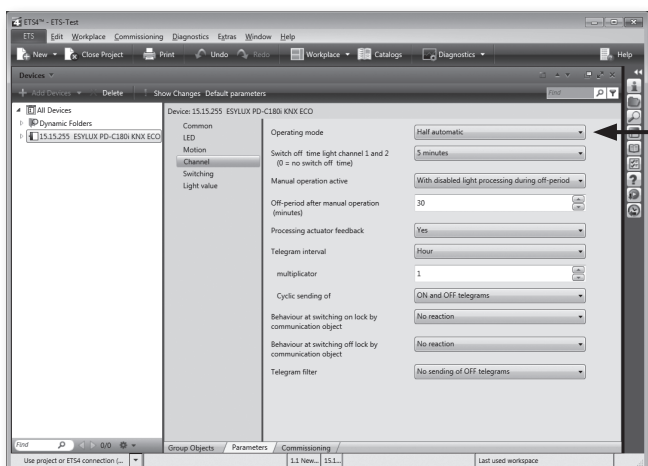 ETS4™ - ETS-Test
ETS Edit Workplace Commissioning Diagnostics Extras Window Help
New Close Project Print Undo Redo Workplace Catalogs Diagnostics Help
Devices
Add Devices Delete Show Changes Default parameters Find
All Devices
Dynamic Folders
15.15.255 ESYLUX PD-C180i KNX ECO
Device: 15.15.255 ESYLUX PD-C180i KNX ECO
Common
LED
Motion
Channel
Switching
Light value
Operating mode Half automatic
Switch off time light channel 1 and 2 5 minutes
(0 = no switch off time)
Manual operation active With disabled light processing during off-period
Off-period after manual operation 30
(minutes)
Processing actuator feedback Yes
Telegram interval Hour
multiplicator 1
Cyclic sending of ON and OFF telegrams
Behaviour at switching on lock by No reaction
communication object
Behaviour at switching off lock by No reaction
communication object
Telegram filter No sending of OFF telegrams
Find 0/0
Group Objects Parameters Commissioning
Use project or ETS4 connection (... 1.1 New... 15.1... Last used workspace